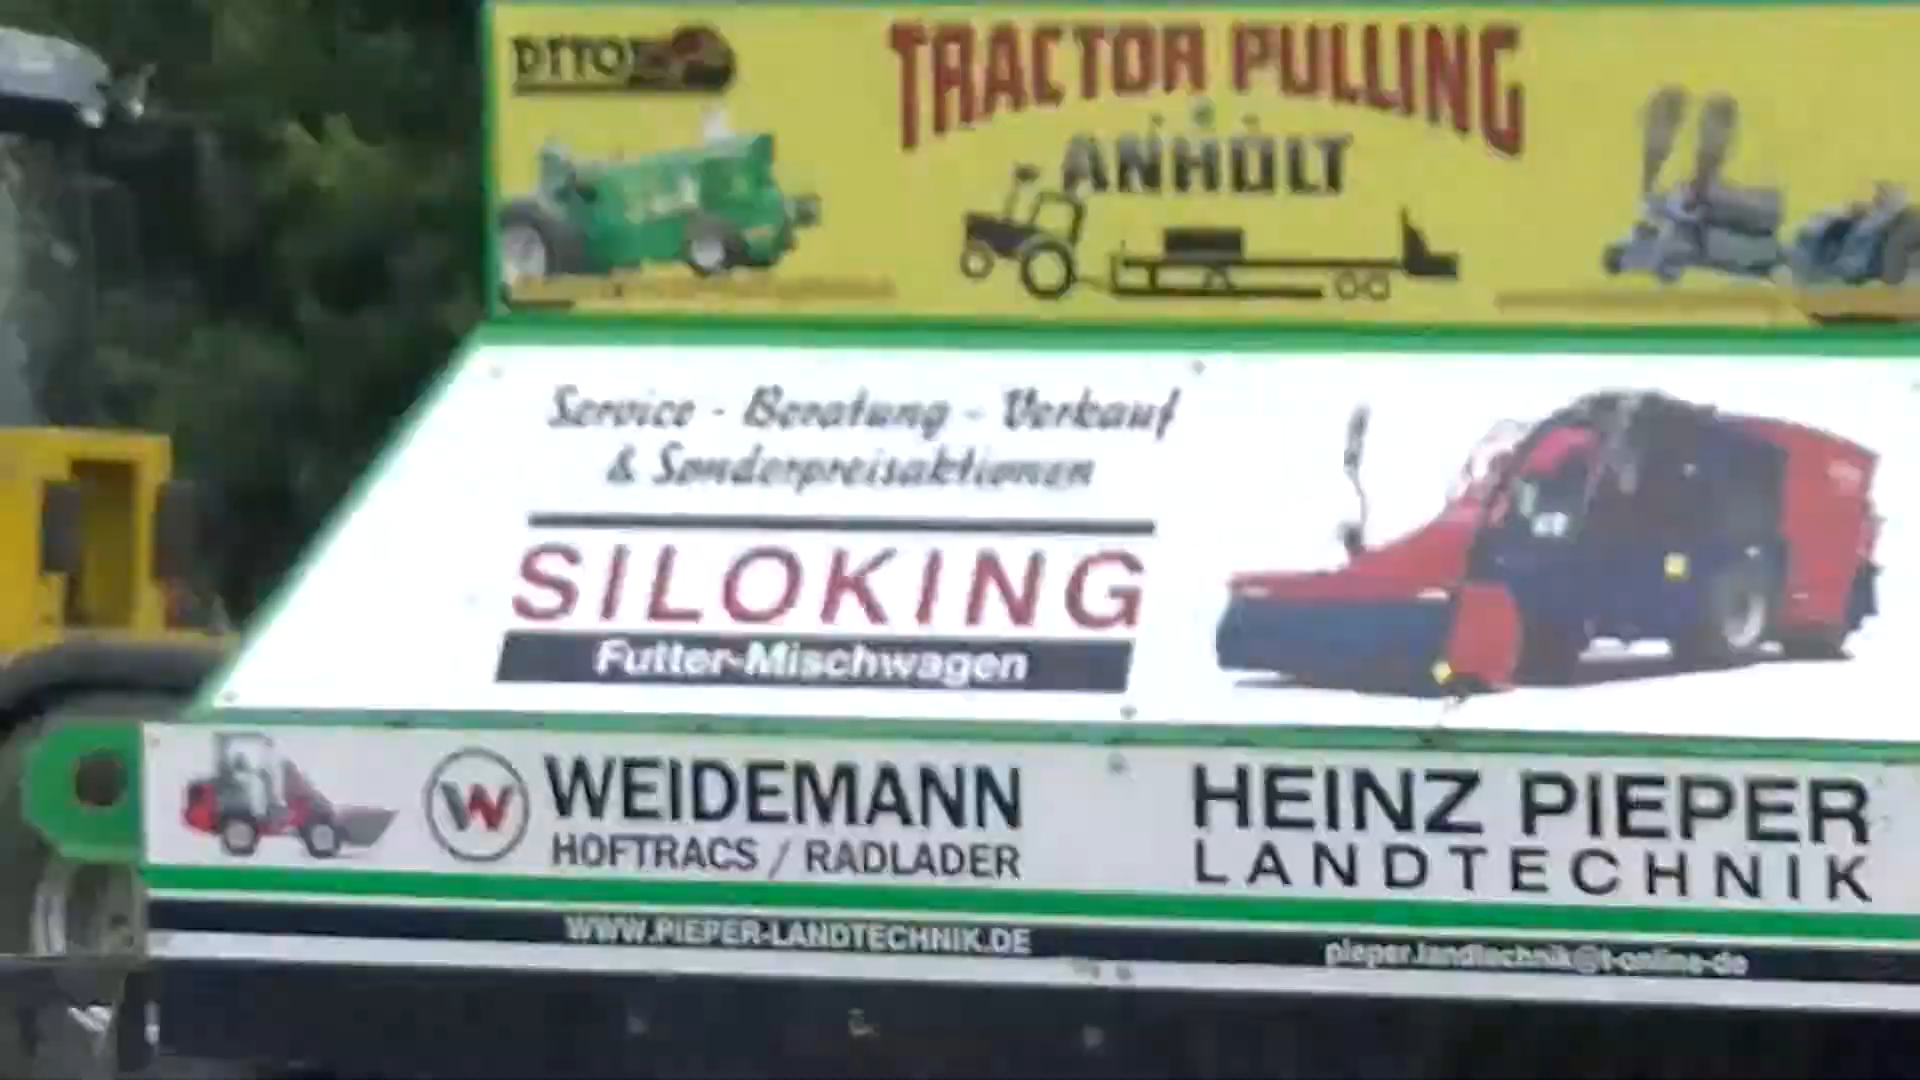 TRACTOR PULLING
ANHOLT
Service - Beratung - Verkauf
& Sonderpreisaktionen
SILOKING
Futter-Mischwagen
W WEIDEMANN
HOFTRACS / RADLADER
HEINZ PIEPER
LANDTECHNIK
WWW.PIEPER-LANDTECHNIK.DE
pieper.landtechnik@t-online-de